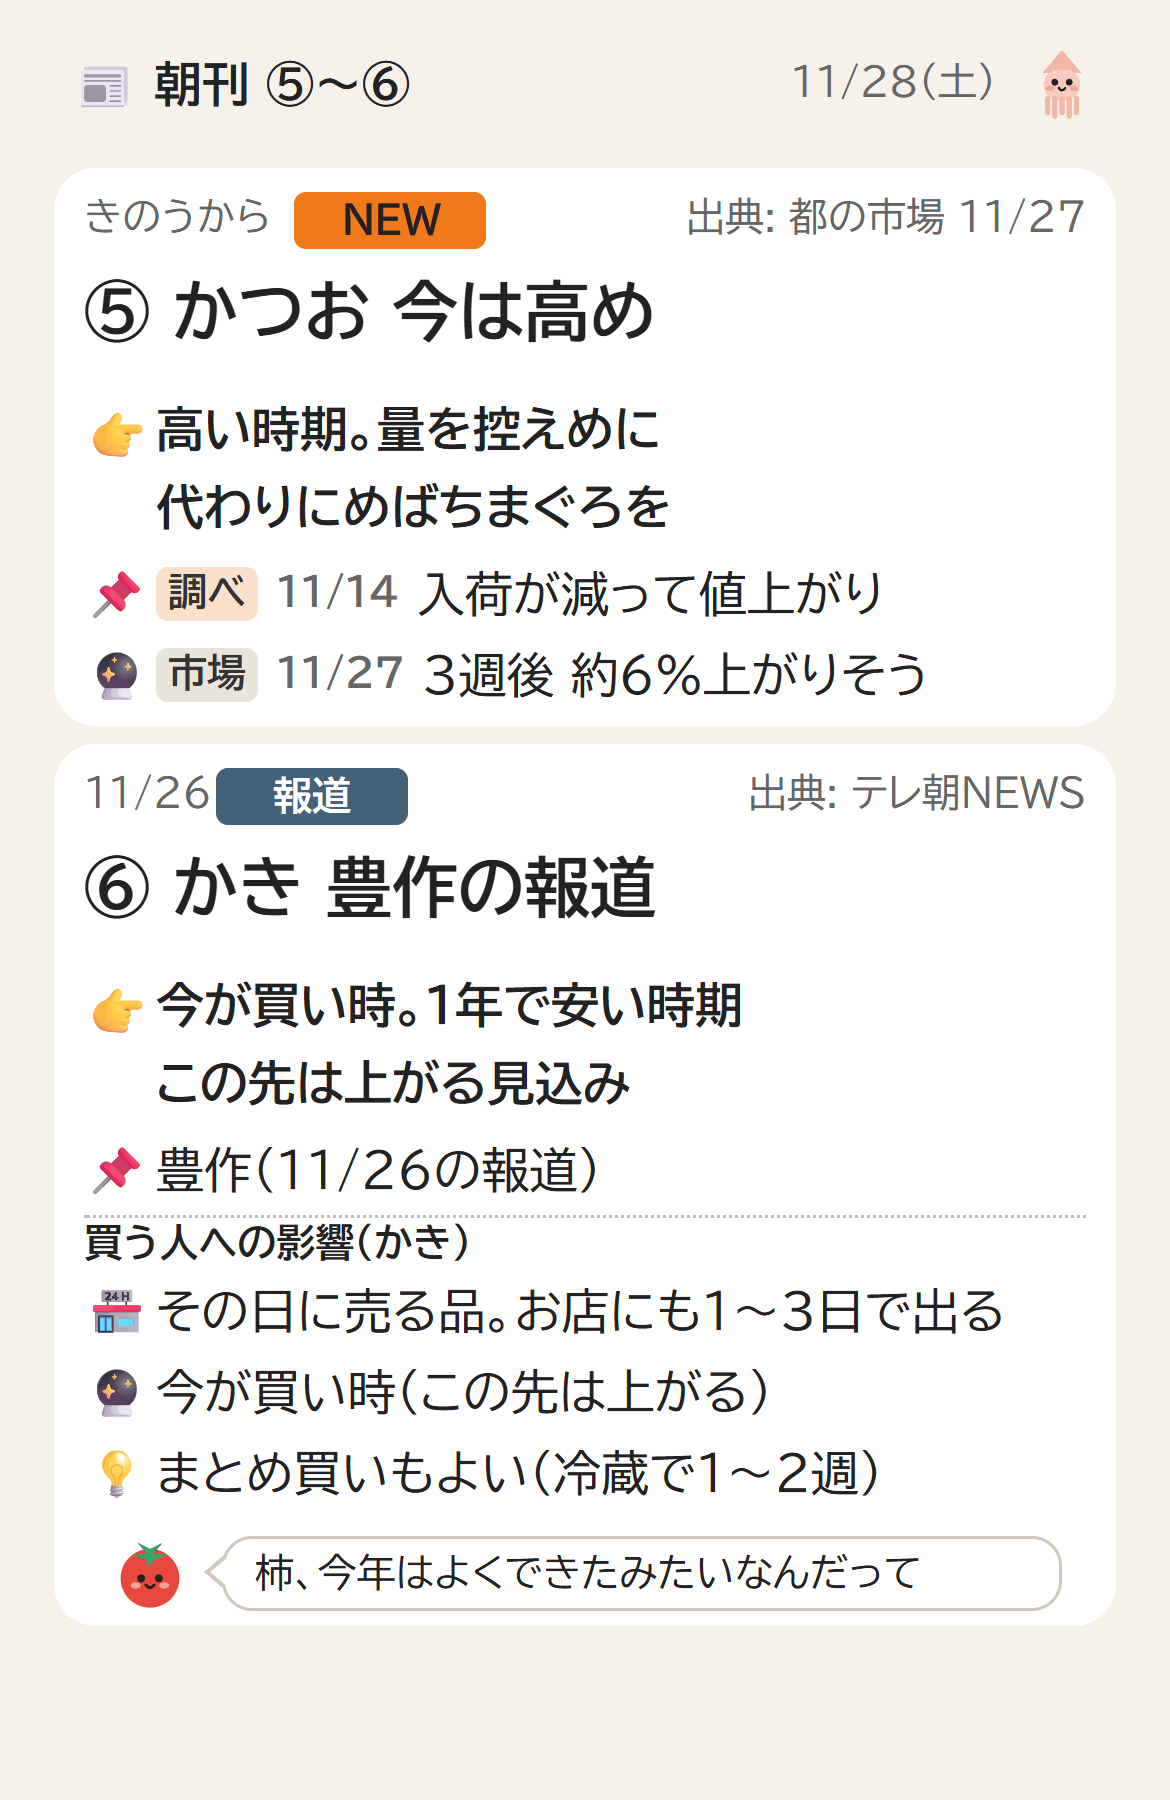 朝刊 ⑤〜⑥ 11/28(土)
きのうから NEW 出典: 都の市場 11/27
⑤ かつお 今は高め
高い時期。量を控えめに
代わりにめばちまぐろを
調べ 11/14 入荷が減って値上がり
市場 11/27 3週後 約6%上がりそう
11/26 報道 出典: テレ朝NEWS
⑥ かき 豊作の報道
今が買い時。1年で安い時期
この先は上がる見込み
豊作(11/26の報道)
買う人への影響(かき)
24H その日に売る品。お店にも1〜3日で出る
今が買い時(この先は上がる)
まとめ買いもよい(冷蔵で1〜2週)
柿、今年はよくできたみたいなんだって